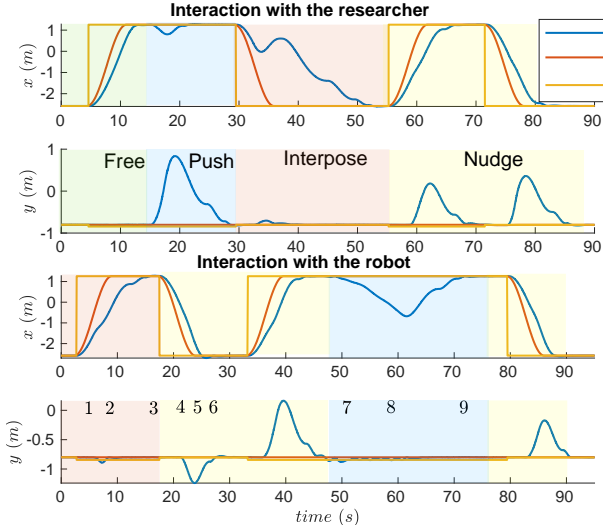 Interaction with the researcher
x (m)
1
0
-1
-2
0 10 20 30 40 50 60 70 80 90
y (m)
1
0
-1
Free Push Interpose Nudge
0 10 20 30 40 50 60 70 80 90
Interaction with the robot
x (m)
1
0
-1
-2
0 10 20 30 40 50 60 70 80 90
y (m)
0
-0.5
-1
1 2 3 4 5 6 7 8 9
0 10 20 30 40 50 60 70 80 90
time (s)